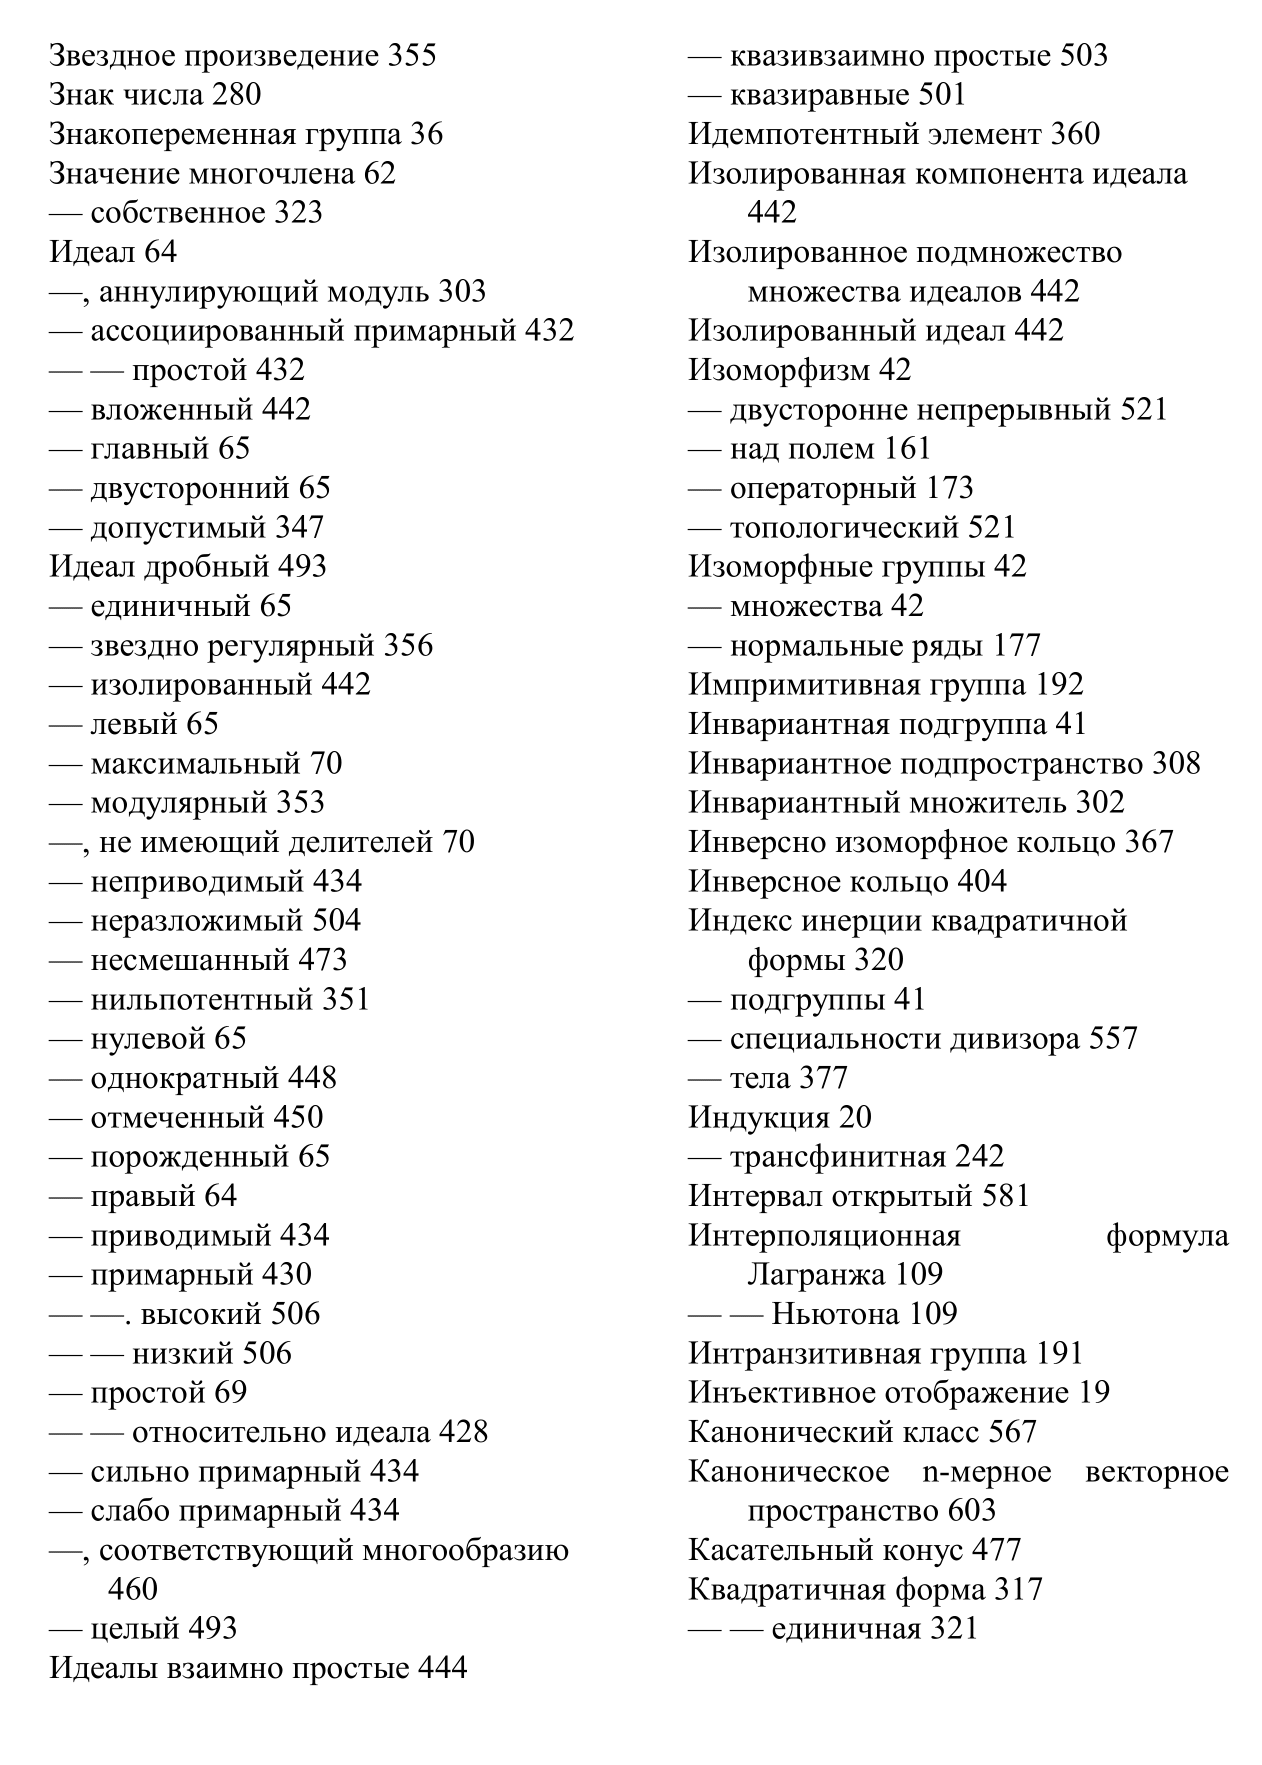 Звездное произведение 355
Знак числа 280
Знакопеременная группа 36
Значение многочлена 62
— собственное 323
Идеал 64
—, аннулирующий модуль 303
— ассоциированный примарный 432
— — простой 432
— вложенный 442
— главный 65
— двусторонний 65
— допустимый 347
Идеал дробный 493
— единичный 65
— звездно регулярный 356
— изолированный 442
— левый 65
— максимальный 70
— модулярный 353
—, не имеющий делителей 70
— неприводимый 434
— неразложимый 504
— несмешанный 473
— нильпотентный 351
— нулевой 65
— однократный 448
— отмеченный 450
— порожденный 65
— правый 64
— приводимый 434
— примарный 430
— —. высокий 506
— — низкий 506
— простой 69
— — относительно идеала 428
— сильно примарный 434
— слабо примарный 434
—, соответствующий многообразию
460
— целый 493
Идеалы взаимно простые 444
— квазивзаимно простые 503
— квазиравные 501
Идемпотентный элемент 360
Изолированная компонента идеала
442
Изолированное подмножество
множества идеалов 442
Изолированный идеал 442
Изоморфизм 42
— двусторонне непрерывный 521
— над полем 161
— операторный 173
— топологический 521
Изоморфные группы 42
— множества 42
— нормальные ряды 177
Импримитивная группа 192
Инвариантная подгруппа 41
Инвариантное подпространство 308
Инвариантный множитель 302
Инверсно изоморфное кольцо 367
Инверсное кольцо 404
Индекс инерции квадратичной
формы 320
— подгруппы 41
— специальности дивизора 557
— тела 377
Индукция 20
— трансфинитная 242
Интервал открытый 581
Интерполяционная формула
Лагранжа 109
— — Ньютона 109
Интранзитивная группа 191
Инъективное отображение 19
Канонический класс 567
Каноническое n-мерное векторное
пространство 603
Касательный конус 477
Квадратичная форма 317
— — единичная 321